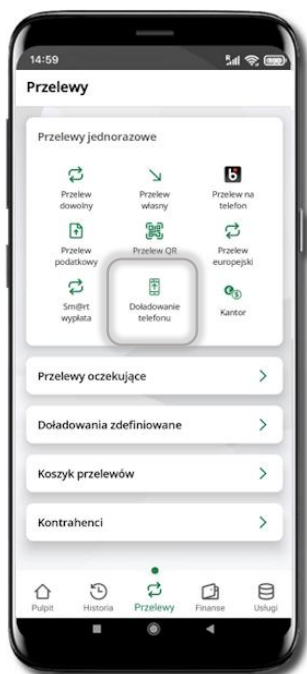 14:59
Przelewy
Przelewy jednorazowe
Przelew
dowolny
Przelew
własny
Przelew na
telefon
Przelew
podatkowy
Przelew QR
Przelew
europejski
Sm@rt
wypłata
Doładowanie
telefonu
Kantor
Przelewy oczekujące
Doładowania zdefiniowane
Koszyk przelewów
Kontrahenci
Pulpit
Historia
Przelewy
Finanse
Usługi